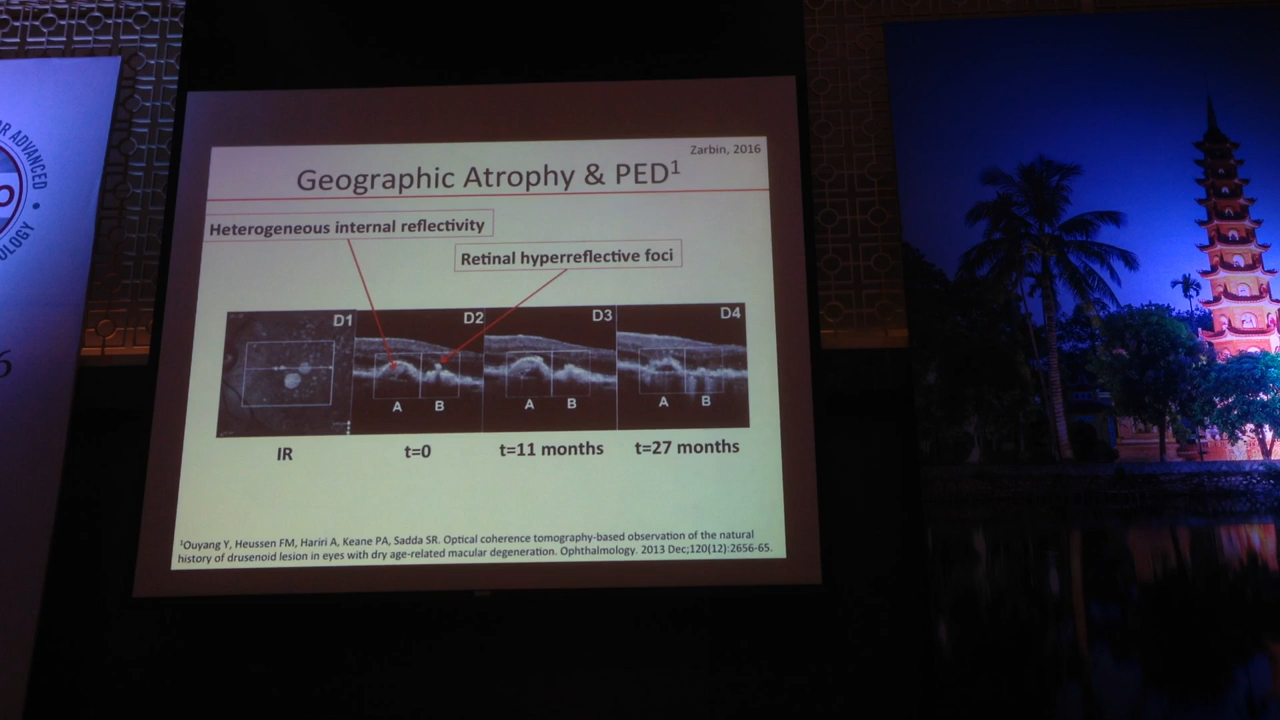 Zarbin, 2016
Geographic Atrophy & PED1
Heterogeneous internal reflectivity
Retinal hyperreflective foci
D1 D2 D3 D4
A B A B A B
IR t=0 t=11 months t=27 months
1Ouyang Y, Heussen FM, Hariri A, Keane PA, Sadda SR. Optical coherence tomography-based observation of the natural
history of drusenoid lesion in eyes with dry age-related macular degeneration. Ophthalmology. 2013 Dec;120(12):2656-65.
ADVANCED